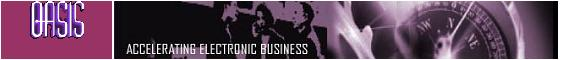 OASIS
ACCELERATING ELECTRONIC BUSINESS
W N N E